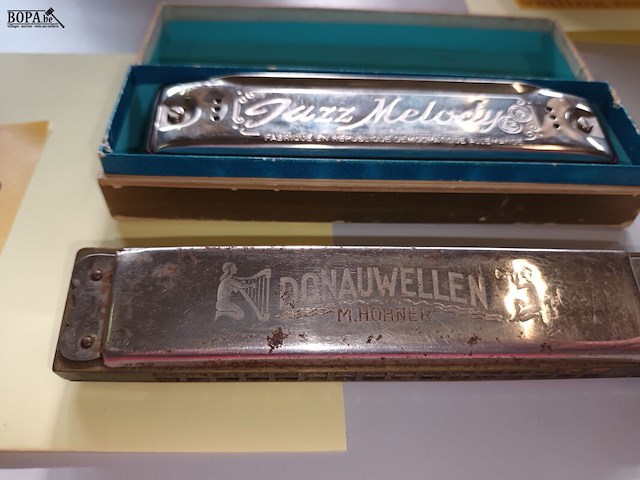 BOPA.be
Jazz Melody
FABRIQUÉ EN RÉPUBLIQUE DÉMOCRATIQUE ALLEMANDE
DONAUWELLEN
M. HOHNER